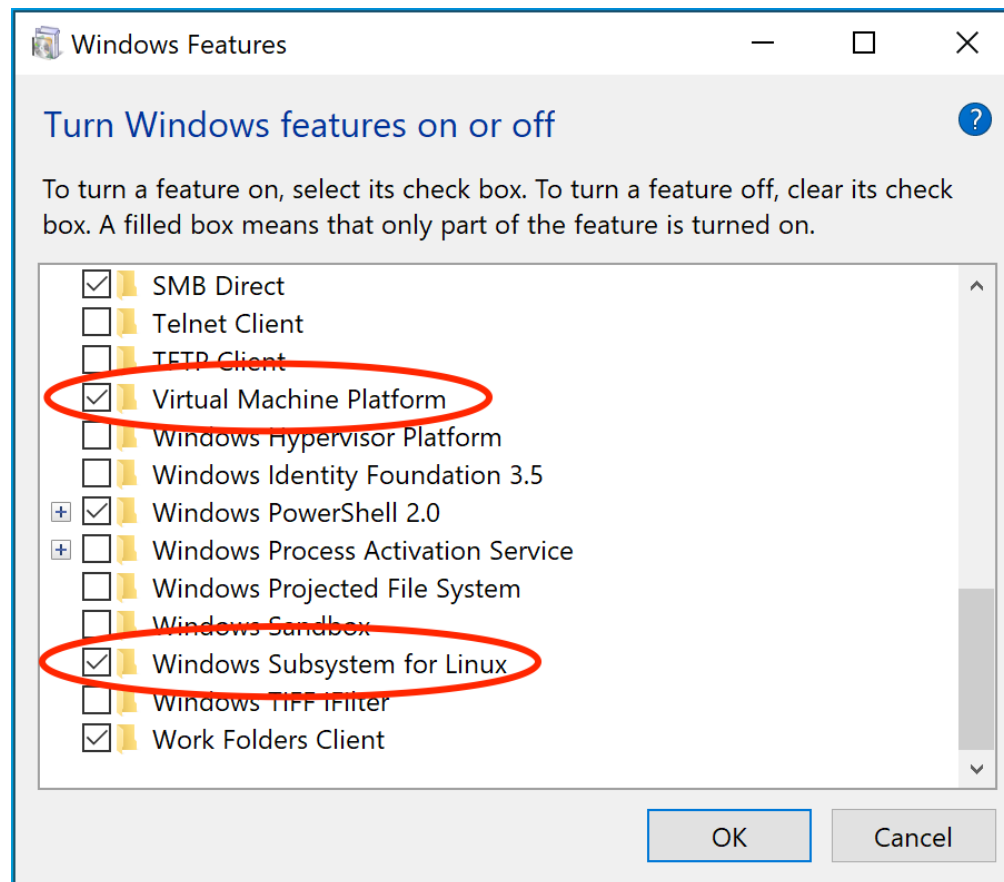 Windows Features
Turn Windows features on or off
?
To turn a feature on, select its check box. To turn a feature off, clear its check
box. A filled box means that only part of the feature is turned on.
SMB Direct
Telnet Client
TFTP Client
Virtual Machine Platform
Windows Hypervisor Platform
Windows Identity Foundation 3.5
Windows PowerShell 2.0
Windows Process Activation Service
Windows Projected File System
Windows Sandbox
Windows Subsystem for Linux
Windows TIFF IFilter
Work Folders Client
OK
Cancel